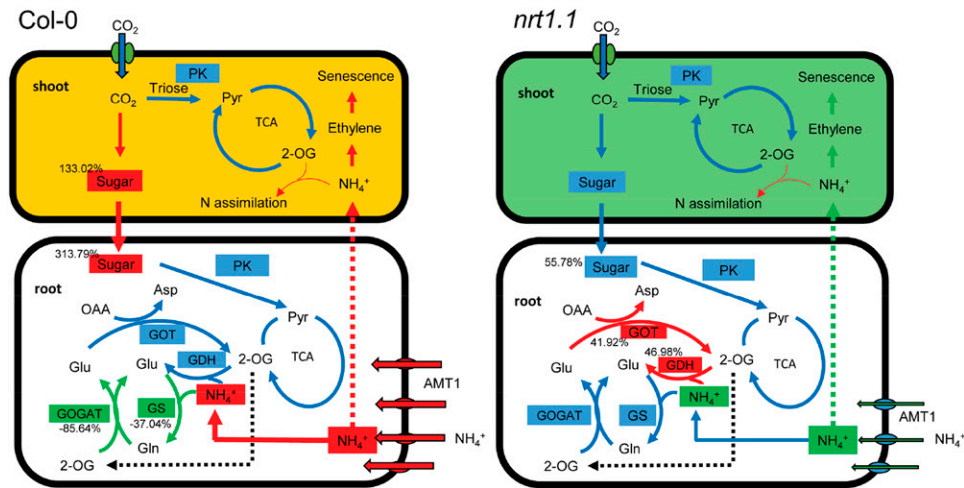 Col-0
CO₂
shoot
PK
Senescence
CO₂
Triose
Pyr
TCA
Ethylene
133.02%
2-OG
Sugar
NH₄⁺
N assimilation
313.79%
Sugar
PK
root
Asp
OAA
Pyr
GOT
Glu
Glu
GDH
2-OG
TCA
NH₄⁺
AMT1
GOGAT
GS
-85.64%
-37.04%
Gln
NH₄⁺
NH₄⁺
2-OG
nrt1.1
CO₂
shoot
PK
Senescence
CO₂
Triose
Pyr
TCA
Ethylene
2-OG
Sugar
NH₄⁺
N assimilation
55.78%
Sugar
PK
root
Asp
OAA
Pyr
GOT
41.92%
Glu
Glu
46.98%
GDH
2-OG
TCA
NH₄⁺
AMT1
GOGAT
GS
Gln
NH₄⁺
NH₄⁺
2-OG